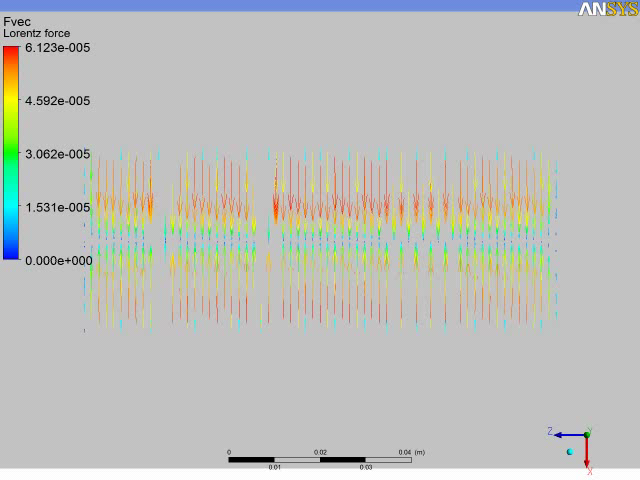 ANSYS
Fvec
Lorentz force
6.123e-005
4.592e-005
3.062e-005
1.531e-005
0.000e+000
Z
Y
X
0 0.02 0.04 (m)
0.01 0.03